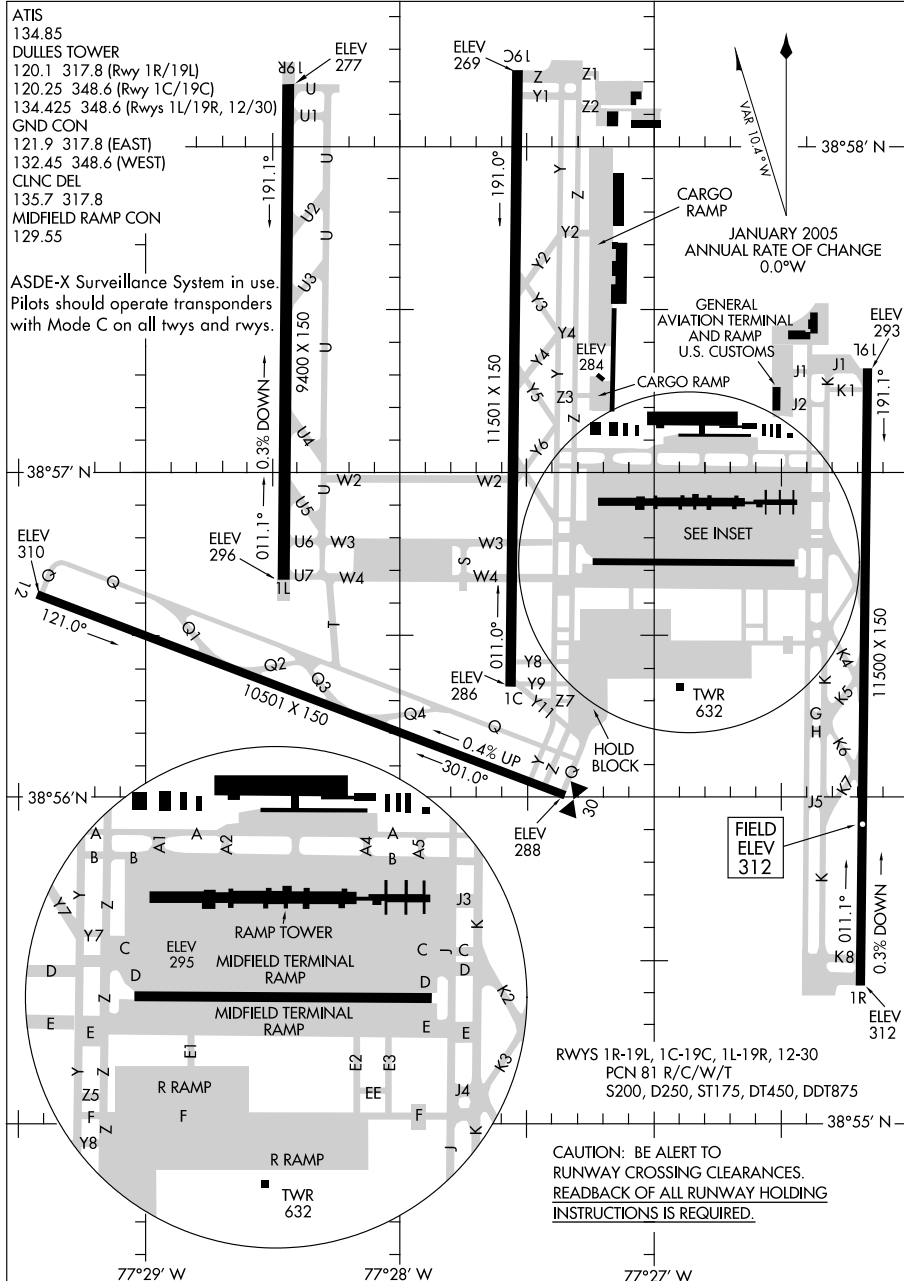 ATIS
134.85
DULLES TOWER
120.1 317.8 (Rwy 1R/19L)
120.25 348.6 (Rwy 1C/19C)
134.425 348.6 (Rwys 1L/19R, 12/30)
GND CON
121.9 317.8 (EAST)
132.45 348.6 (WEST)
CLNC DEL
135.7 317.8
MIDFIELD RAMP CON
129.55
ASDE-X Surveillance System in use.
Pilots should operate transponders
with Mode C on all twys and rwys.
ELEV
277
19R
U
U1
U
191.1°
U2
U
U3
U
9400 X 150
0.3% DOWN
U4
U
U5
011.1°
U6
U7
1L
ELEV
296
ELEV
269
19C
Z
Z1
Y1
Z2
191.0°
Y
Z
Y2
Y2
Y3
Y4
Y4
Y
Y5
Z3
Z
Y6
11501 X 150
CARGO
RAMP
ELEV
284
CARGO RAMP
VAR 10.4° W
38°58' N
JANUARY 2005
ANNUAL RATE OF CHANGE
0.0°W
GENERAL
AVIATION TERMINAL
AND RAMP
U.S. CUSTOMS
ELEV
293
19L
J1
J1
K
K1
J2
191.1°
38°57' N
W2
W2
W3
W3
W4
W4
S
T
SEE INSET
ELEV
310
12
Q
Q
121.0°
Q1
Q2
Q3
10501 X 150
Q4
Q
0.4% UP
301.0°
011.0°
ELEV
286
1C
Y8
Y9
Y11
Z7
Y
Z
Q
30
HOLD
BLOCK
TWR
632
11500 X 150
K4
K
K5
G
H
K6
K7
J5
K
ELEV
288
38°56'N
FIELD
ELEV
312
011.1°
0.3% DOWN
K8
1R
ELEV
312
A
A1
A
A2
A4
A
A5
B
B
B
Y
Z
Y7
Y7
J3
K
RAMP TOWER
C
ELEV
295
MIDFIELD TERMINAL
RAMP
C
J
C
D
D
D
D
Z
K2
MIDFIELD TERMINAL
RAMP
E
E
E
E
E1
E2
E3
K3
Y
Z5
R RAMP
EE
J4
F
F
F
Z
Y8
K
J
R RAMP
TWR
632
RWYS 1R-19L, 1C-19C, 1L-19R, 12-30
PCN 81 R/C/W/T
S200, D250, ST175, DT450, DDT875
38°55' N
CAUTION: BE ALERT TO
RUNWAY CROSSING CLEARANCES.
READBACK OF ALL RUNWAY HOLDING
INSTRUCTIONS IS REQUIRED.
77°29' W
77°28' W
77°27' W